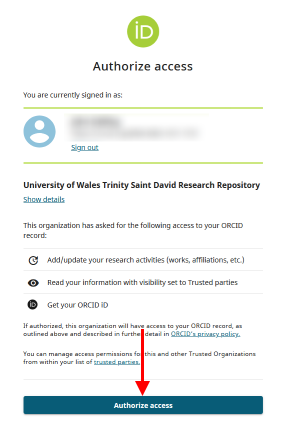 iD
Authorize access
You are currently signed in as:
Sign out
University of Wales Trinity Saint David Research Repository
Show details
This organization has asked for the following access to your ORCID
record:
Add/update your research activities (works, affiliations, etc.)
Read your information with visibility set to Trusted parties
iD Get your ORCID iD
If authorized, this organization will have access to your ORCID record, as
outlined above and described in further detail in ORCID's privacy policy.
You can manage access permissions for this and other Trusted Organizations
from within your list of trusted parties.
Authorize access